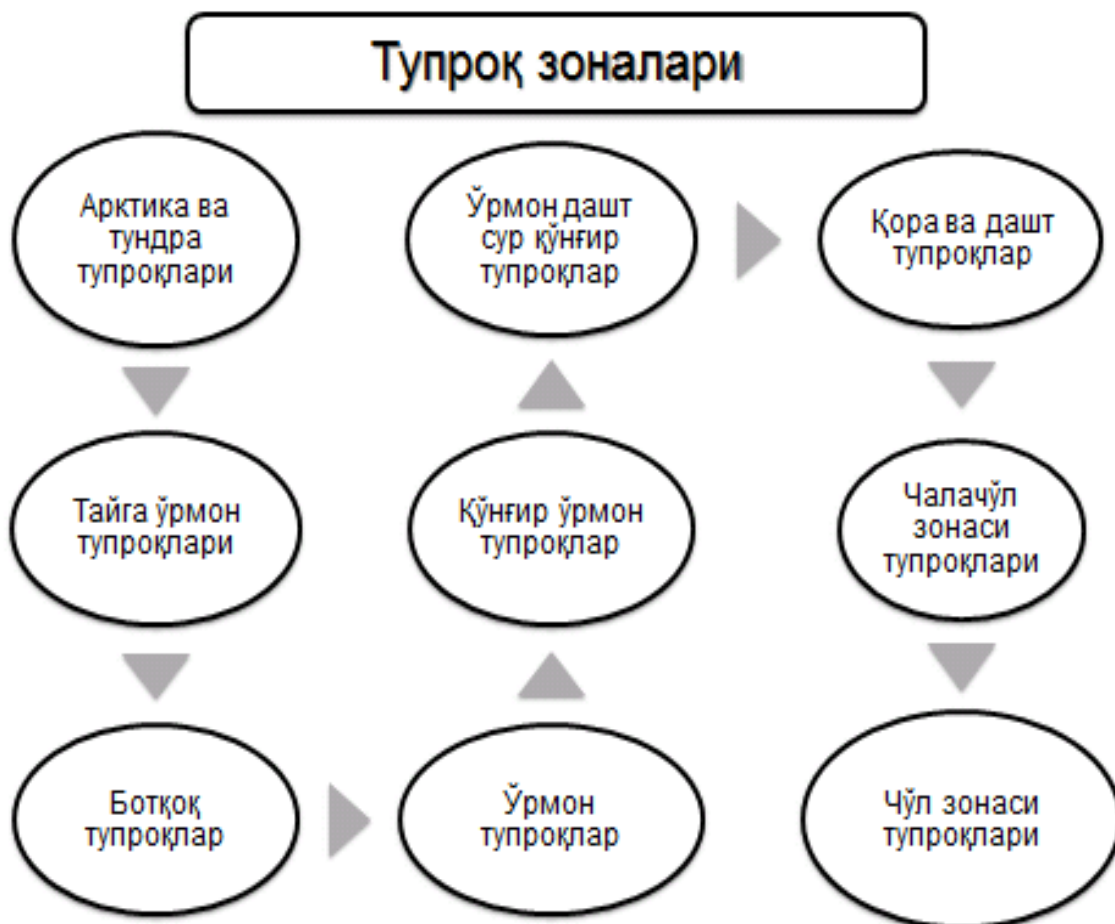 Тупроқ зоналари
Арктика ва
тундра
тупроқлари
Тайга ўрмон
тупроқлари
Ботқоқ
тупроқлар
Ўрмон
тупроқлар
Қўнғир ўрмон
тупроқлар
Ўрмон дашт
сур қўнғир
тупроқлар
Қора ва дашт
тупроқлар
Чалачўл
зонаси
тупроқлари
Чўл зонаси
тупроқлари